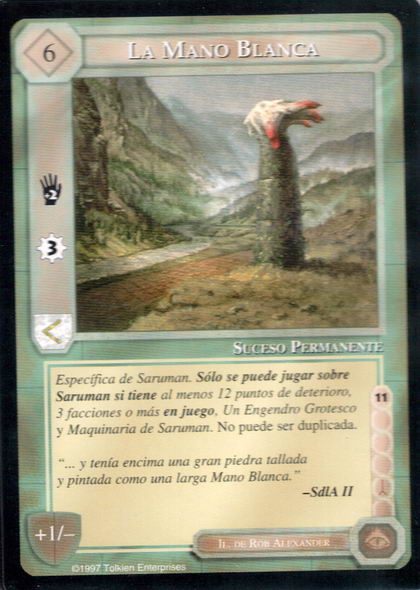 6
LA MANO BLANCA
-2
3
SUCESO PERMANENTE
Específica de Saruman. Sólo se puede jugar sobre
Saruman si tiene al menos 12 puntos de deterioro,
3 facciones o más en juego, Un Engendro Grotesco
y Maquinaria de Saruman. No puede ser duplicada.
11
"... y tenía encima una gran piedra tallada
y pintada como una larga Mano Blanca."
–SdlA II
+1/–
IL. DE ROB ALEXANDER
©1997 Tolkien Enterprises